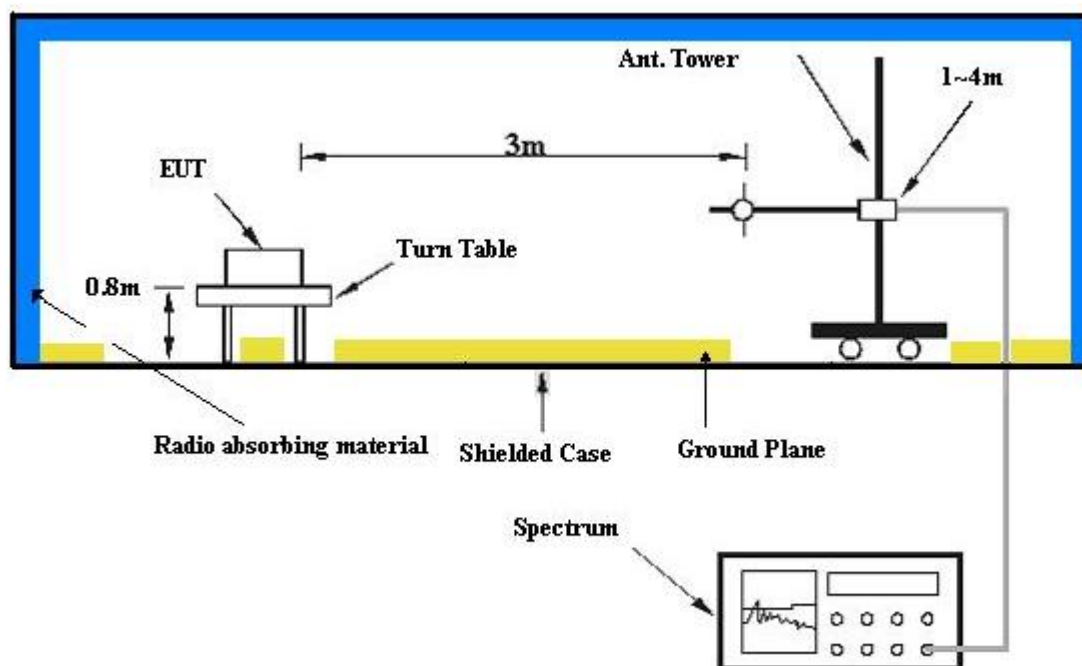 Ant. Tower
1~4m
3m
EUT
Turn Table
0.8m
Radio absorbing material
Shielded Case
Ground Plane
Spectrum